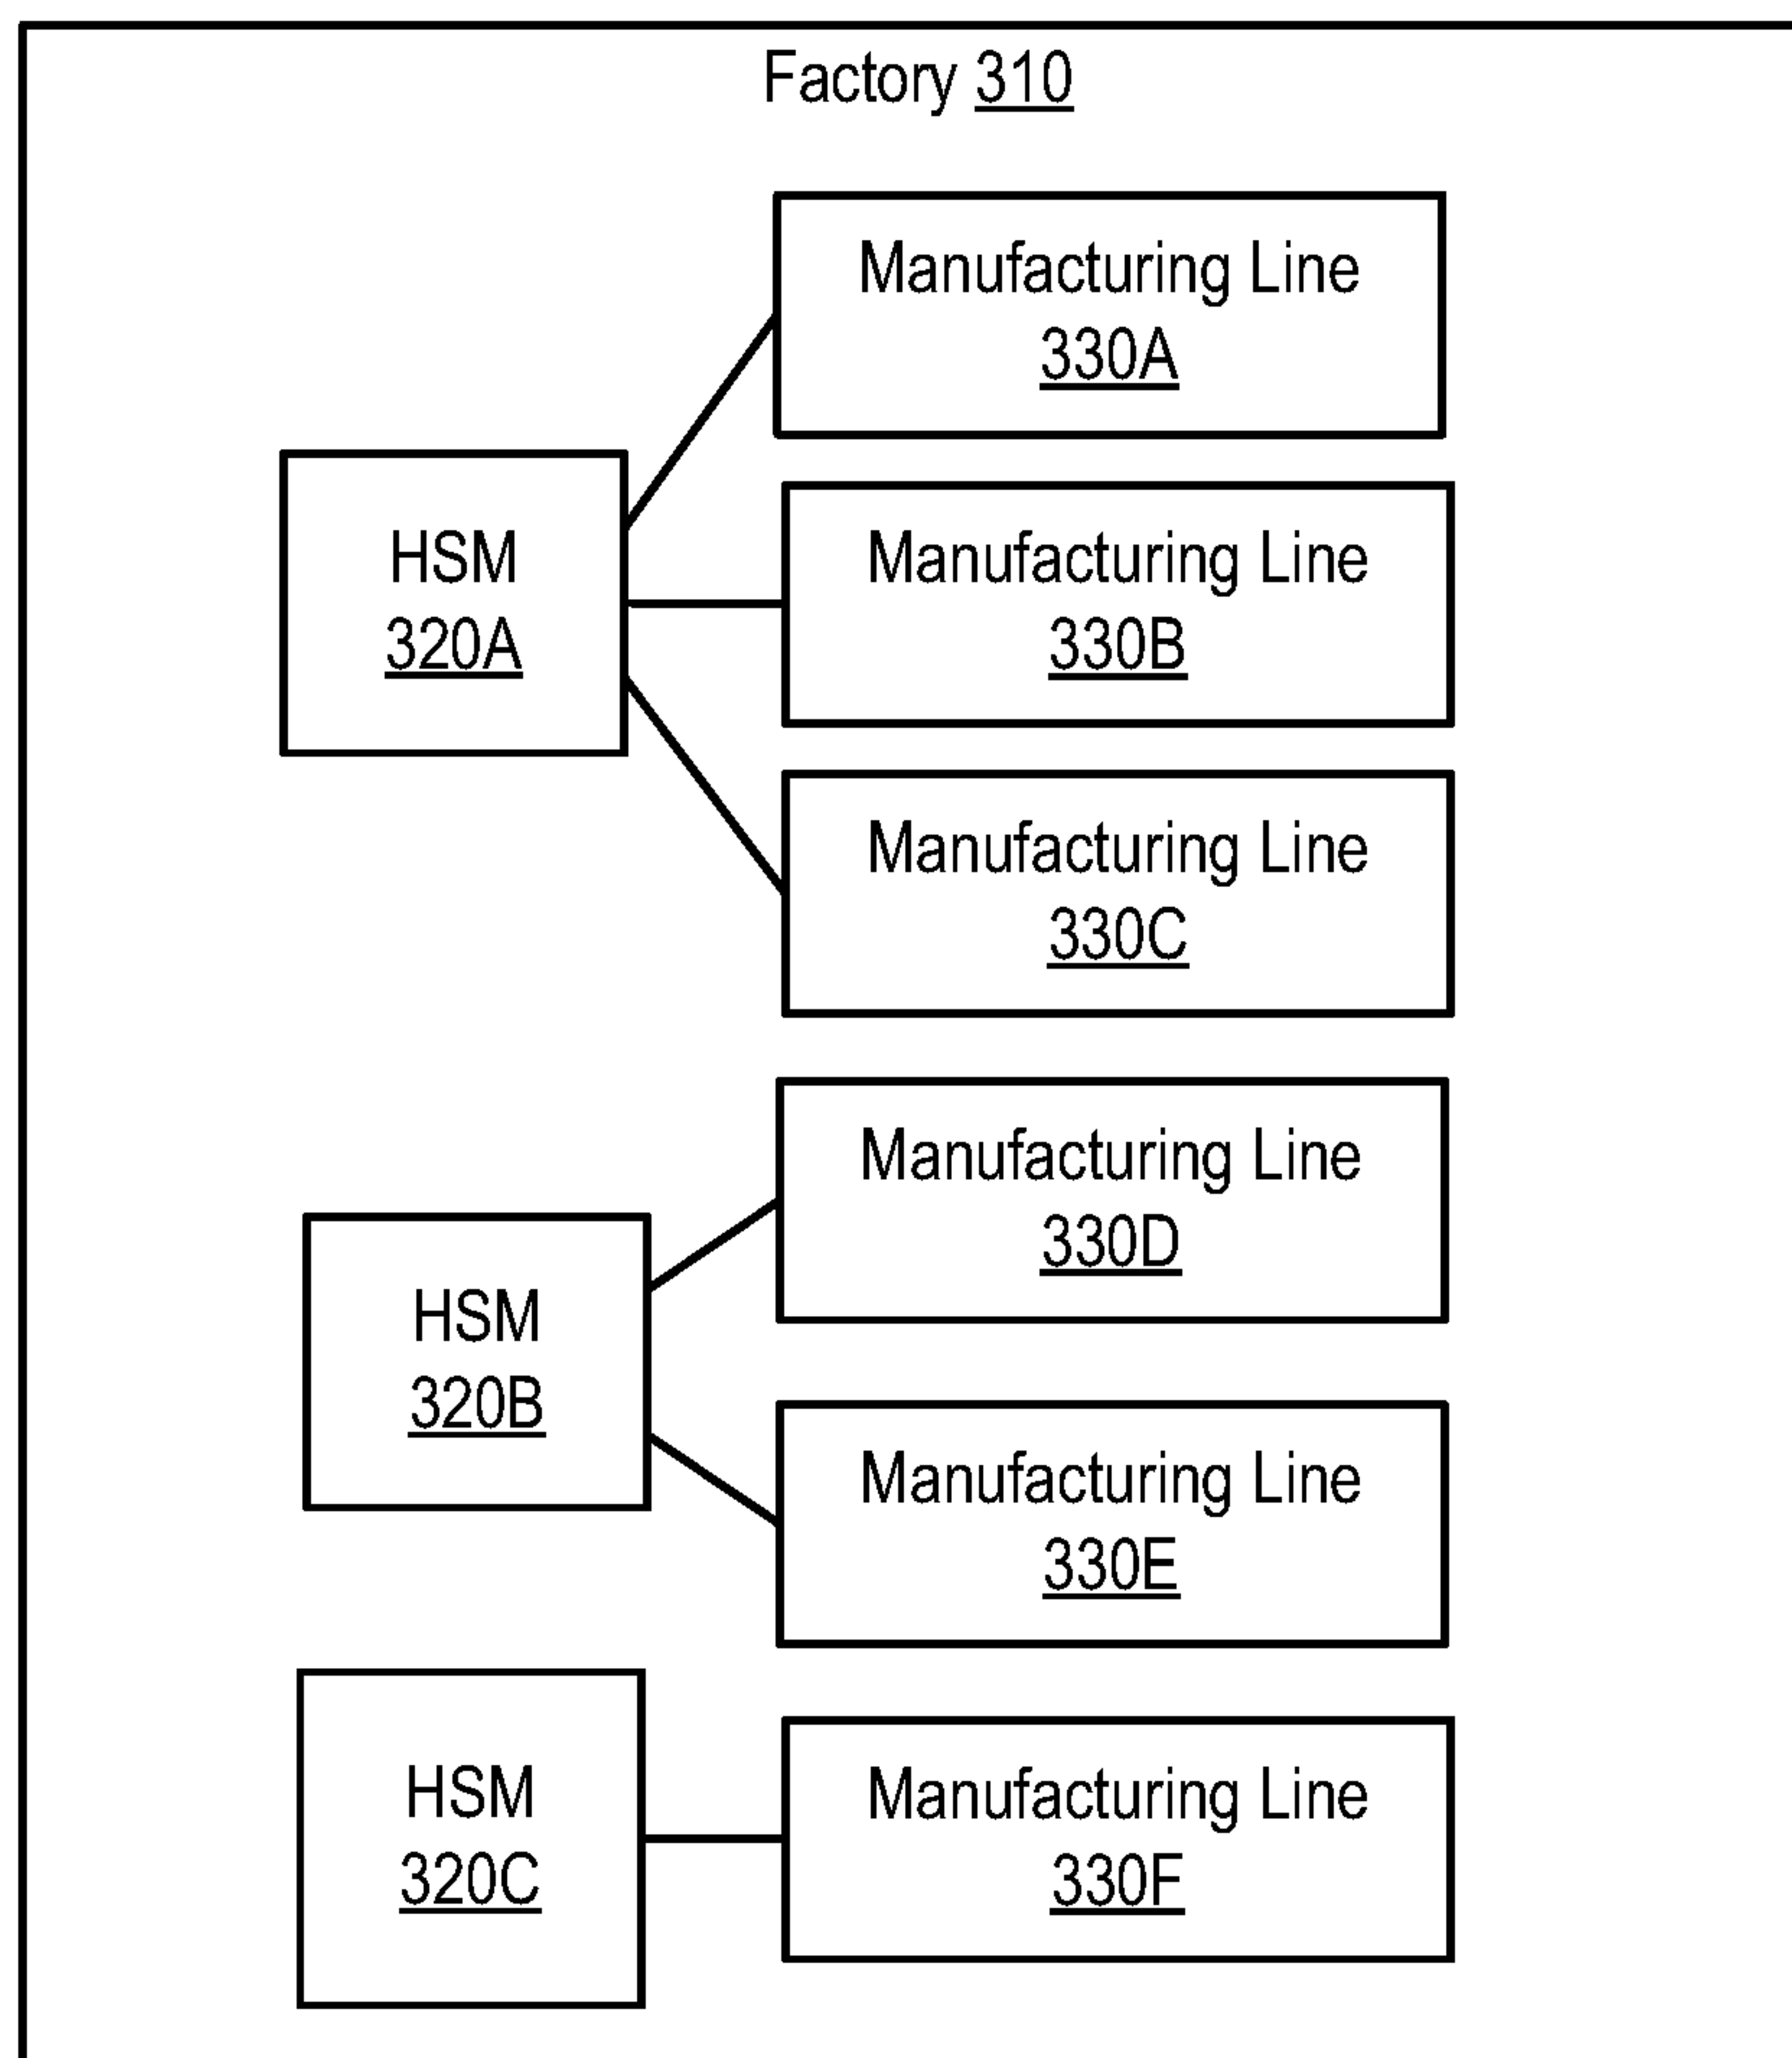 Factory 310
Manufacturing Line
330A
HSM
320A
Manufacturing Line
330B
Manufacturing Line
330C
Manufacturing Line
330D
HSM
320B
Manufacturing Line
330E
HSM
320C
Manufacturing Line
330F